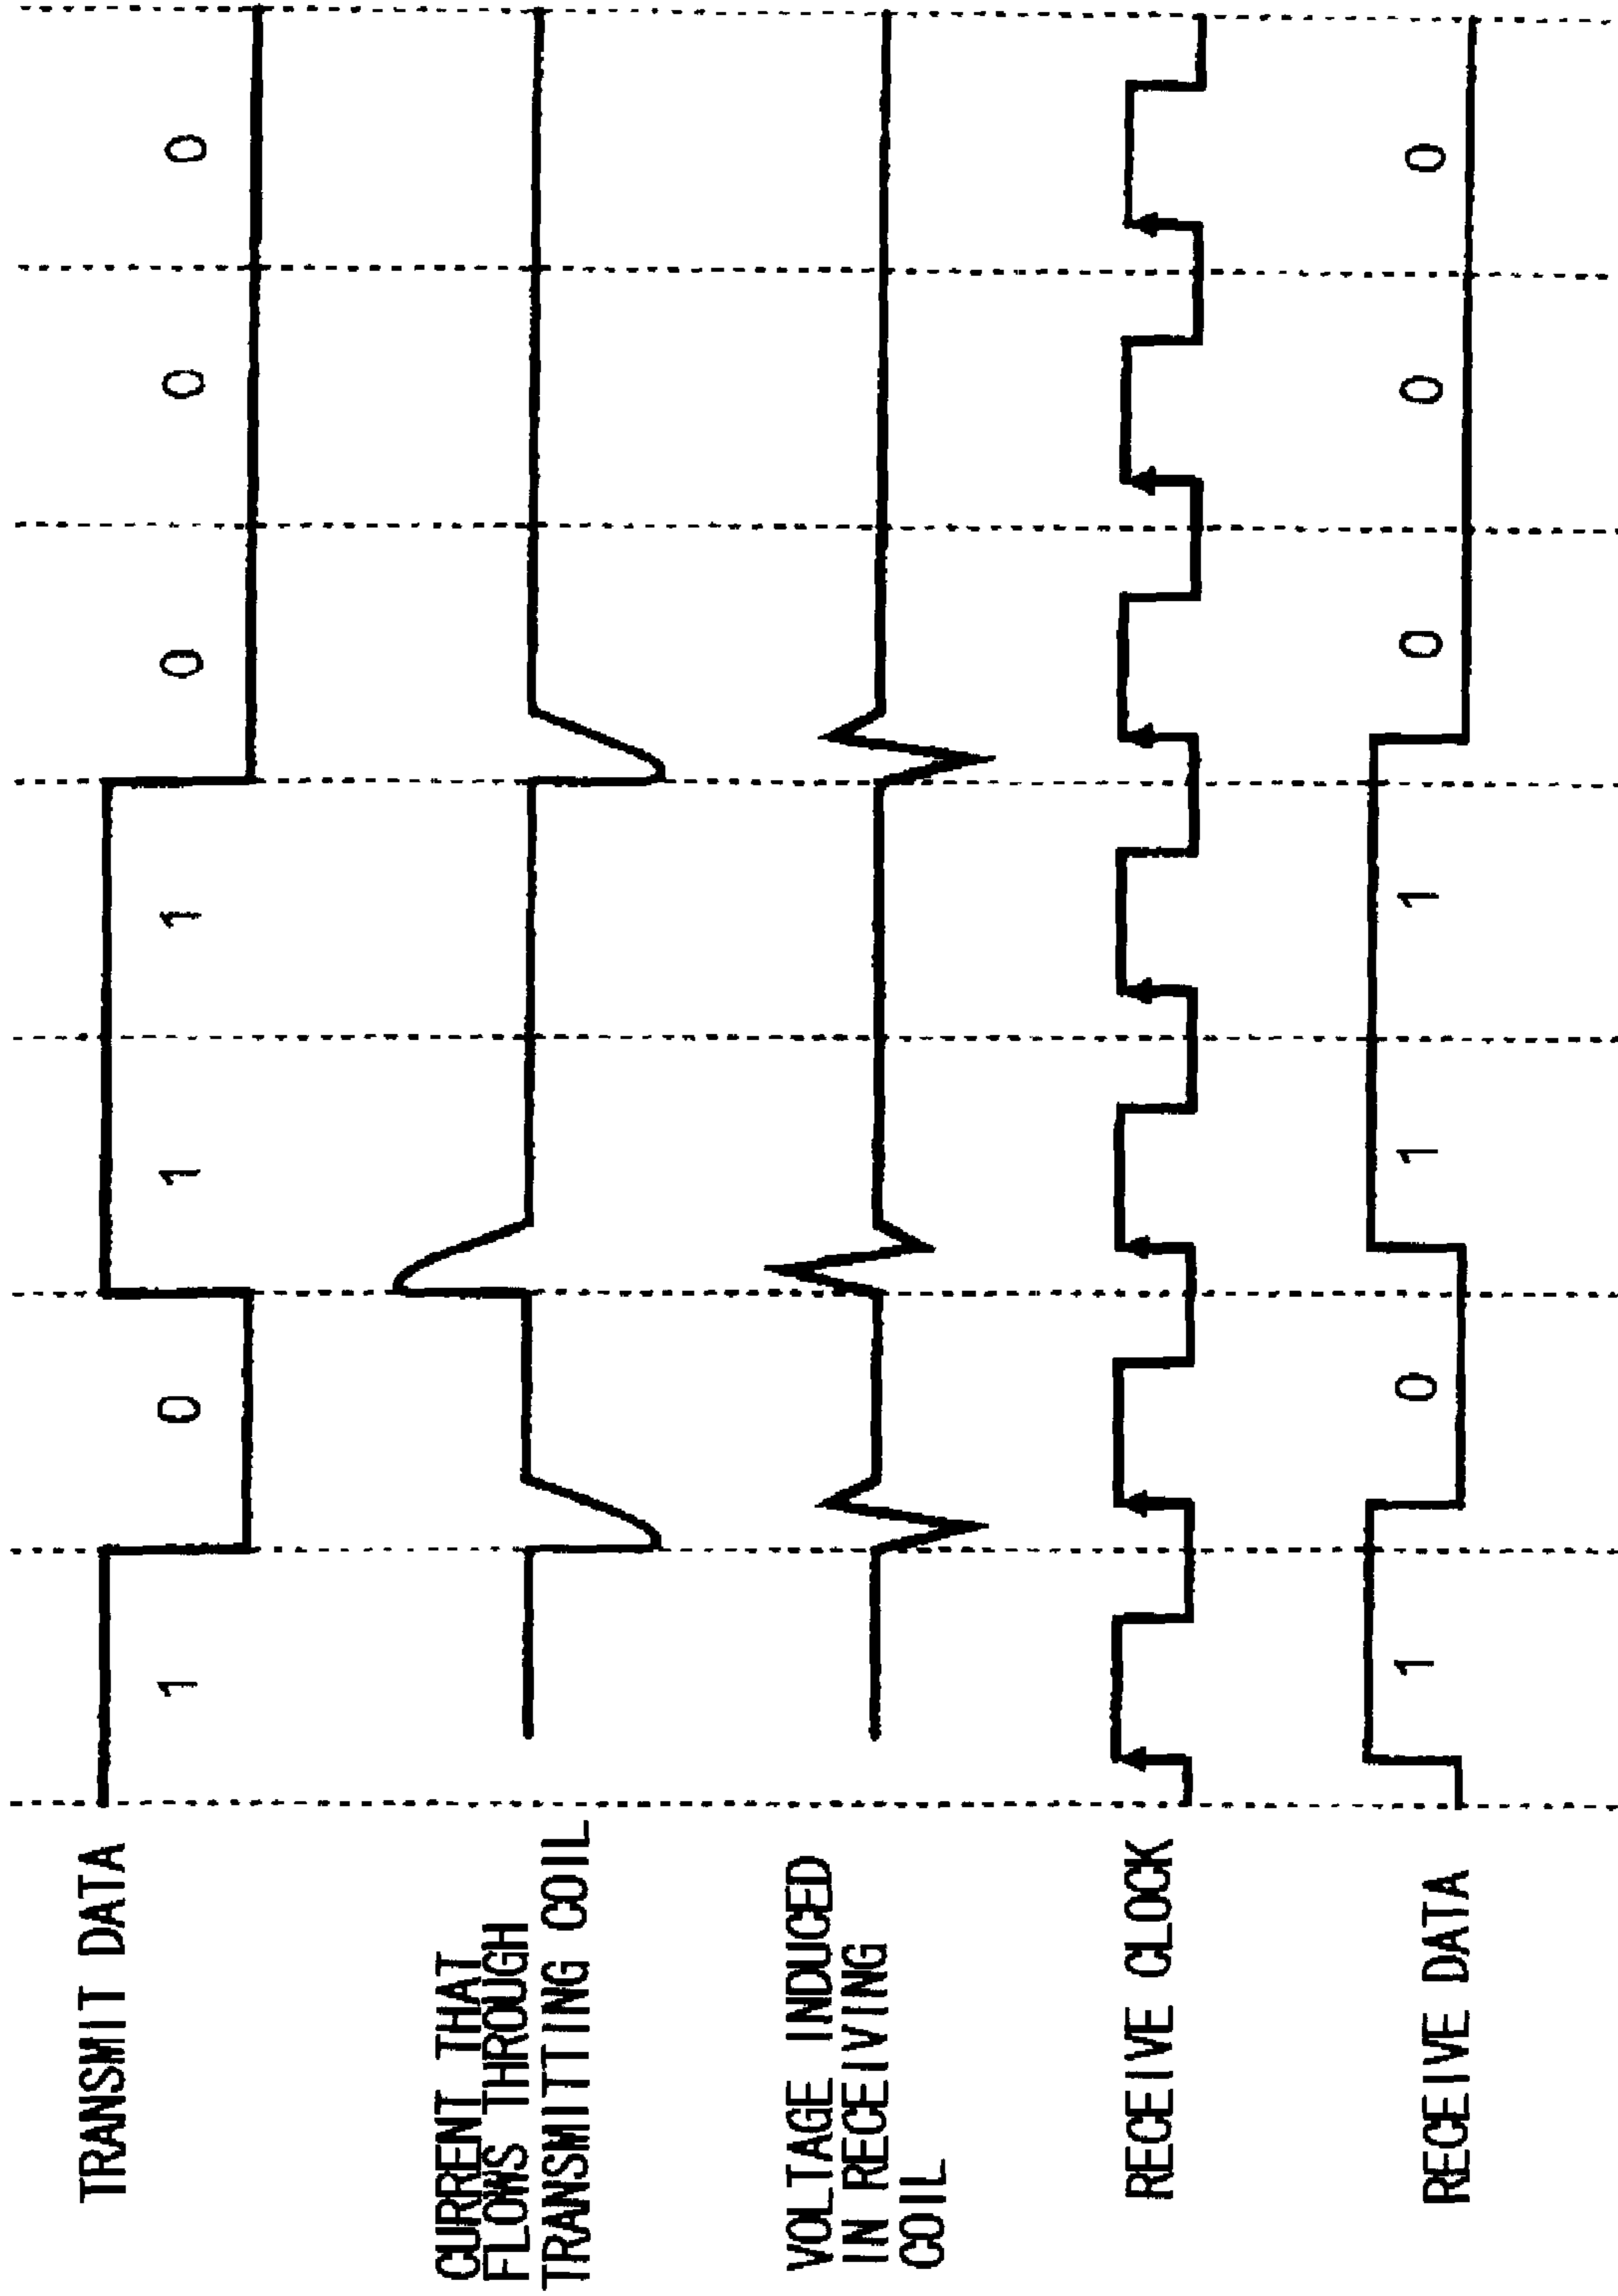 TRANSMIT DATA
1 0 1 1 0 0 0
CURRENT THAT
FLOWS THROUGH
TRANSMITTING COIL
VOLTAGE INDUCED
IN RECEIVING
COIL
RECEIVE CLOCK
RECEIVE DATA
1 0 1 1 0 0 0